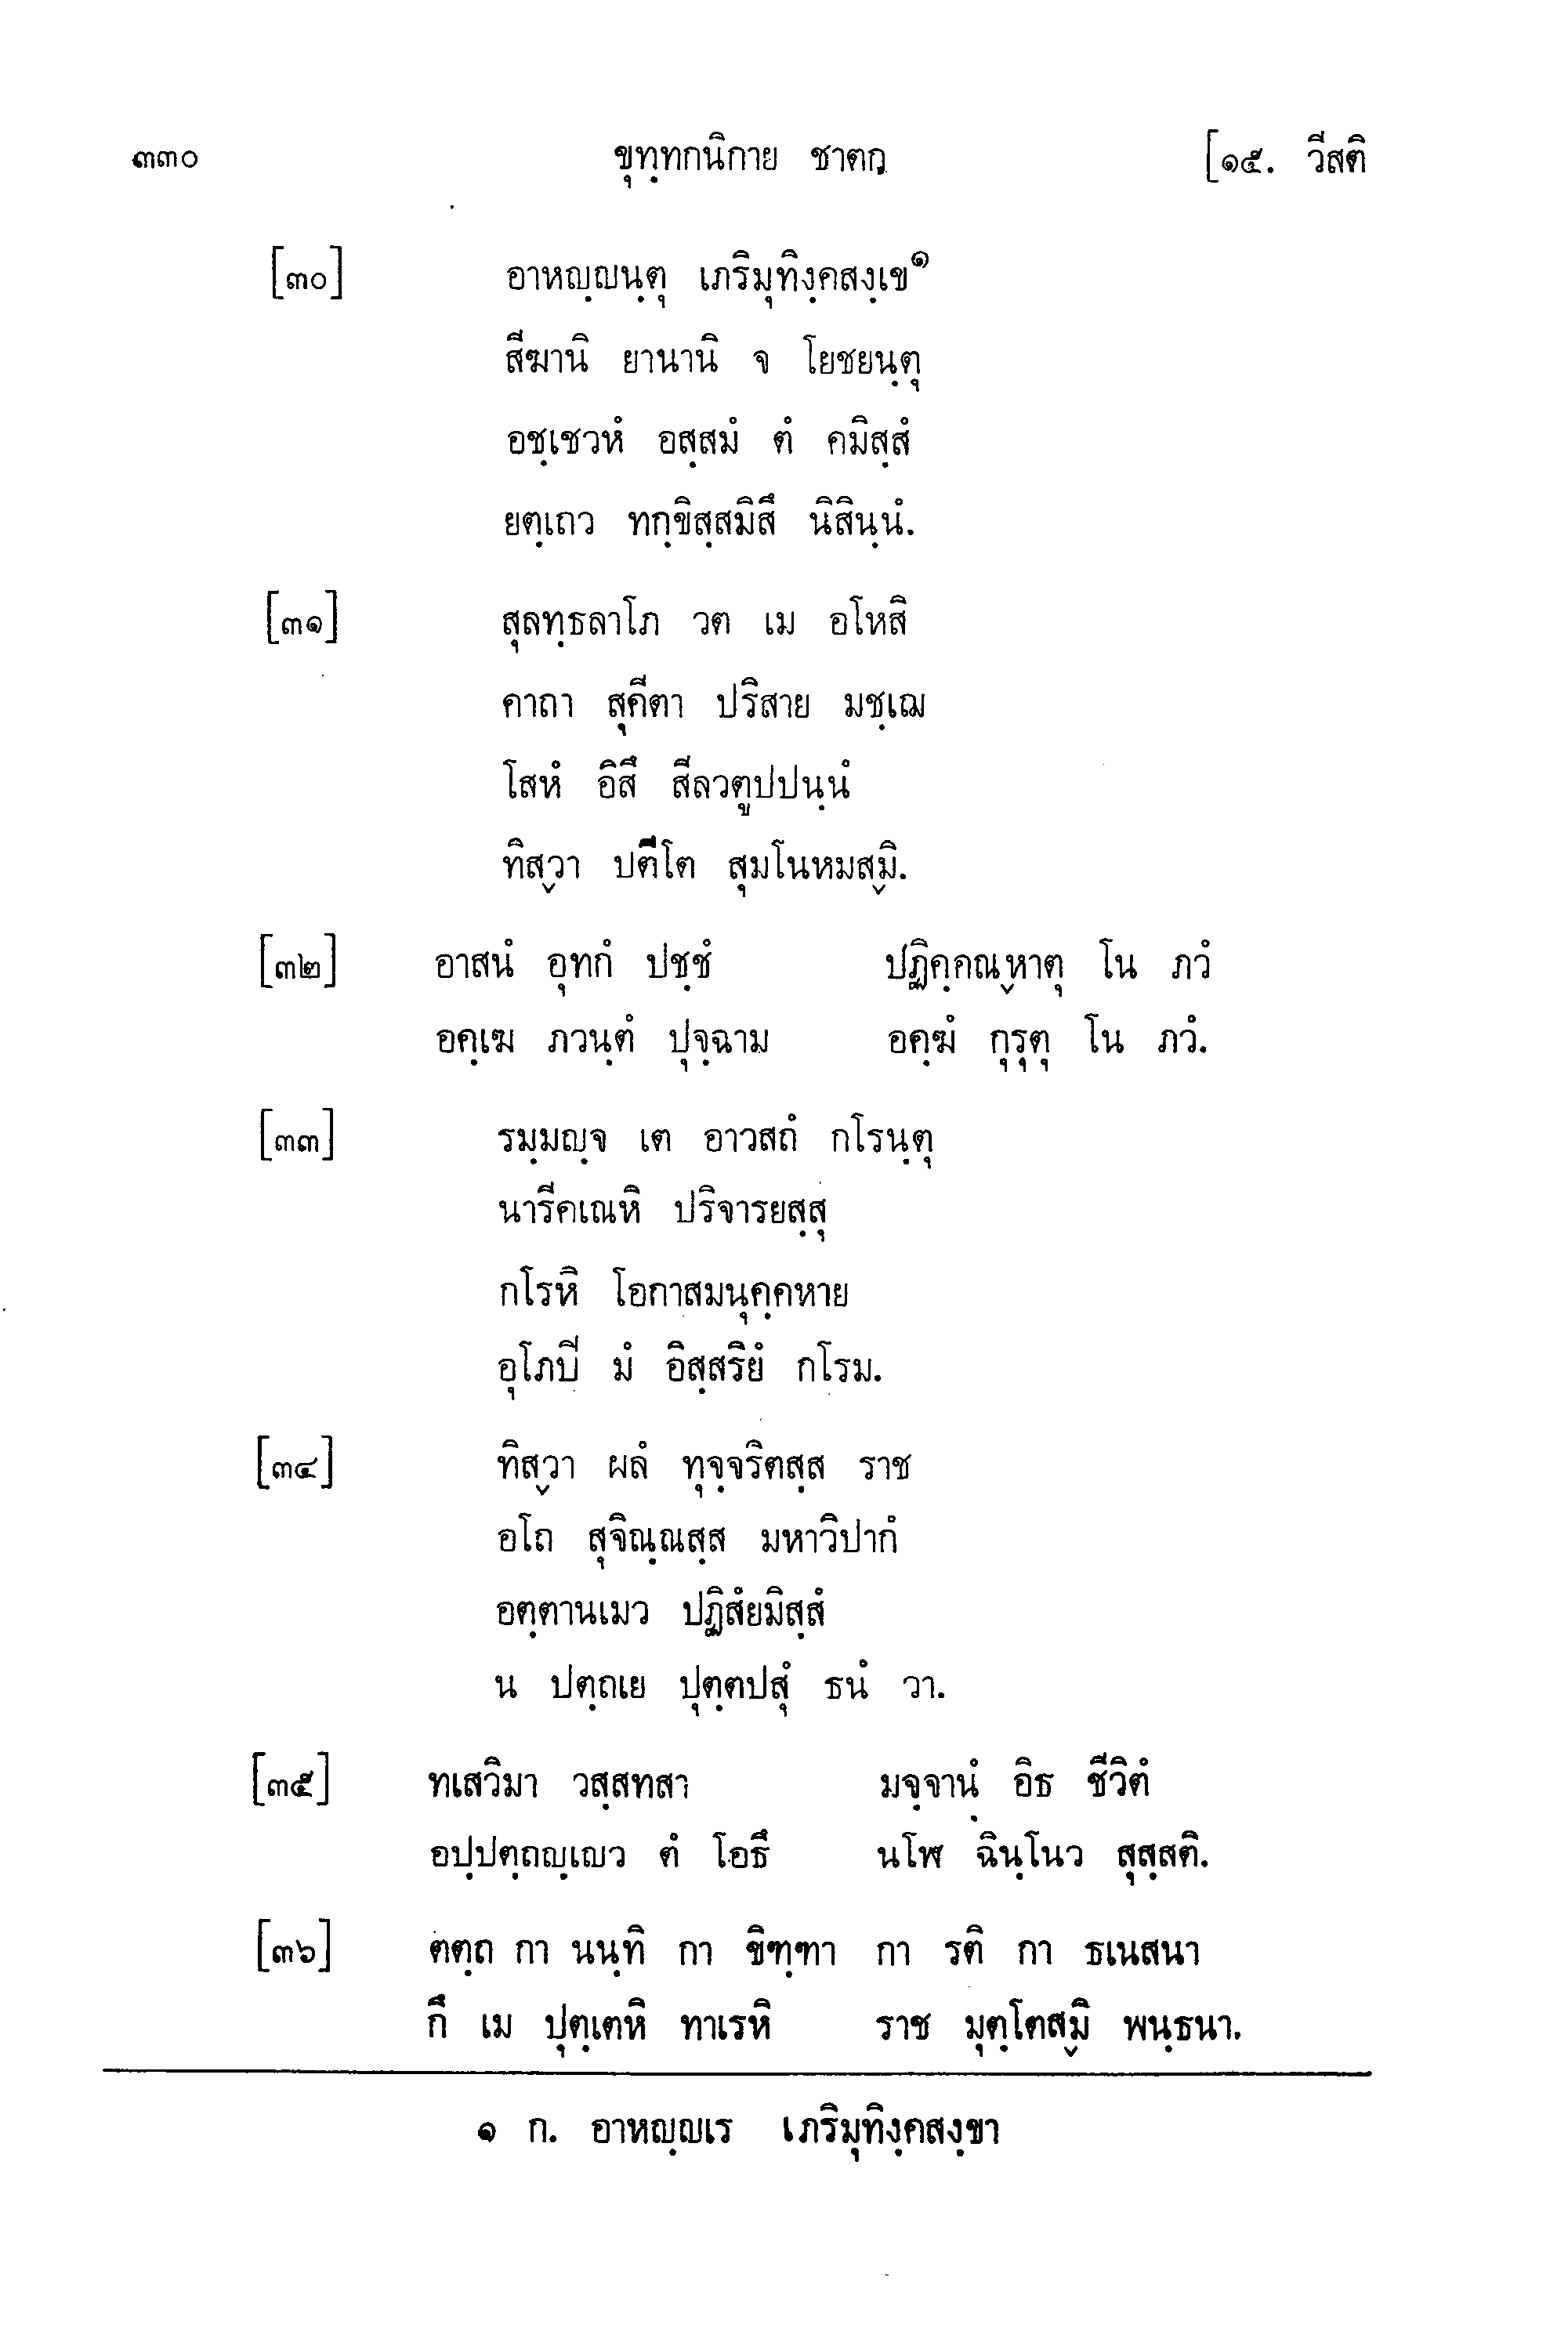 ๓๓๐ ขุทฺทกนิกาย ชาตกฺ [๑๕. วีสติ
[๓๐] อาหญฺญนฺตุ เภริมุทิงฺคสงฺเข๑
สีฆานิ ยานานิ จ โยชยนฺตุ
อชฺเชวหํ อสฺสมํ ตํ คมิสฺสํ
ยตฺเถว ทกฺขิสฺสมิสึ นิสินฺนํ.
[๓๑] สุลทฺธลาโภ วต เม อโหสิ
คาถา สุคีตา ปริสาย มชฺเฌ
โสหํ อิสึ สีลวตูปปนฺนํ
ทิสฺวา ปตีโต สุมโนหมสฺมิ.
[๓๒] อาสนํ อุทกํ ปชฺชํ ปฏิคฺคณฺหาตุ โน ภวํ
อคฺเฆ ภวนฺตํ ปุจฺฉาม อคฺฆํ กุรุตุ โน ภวํ.
[๓๓] รมฺมญฺจ เต อาวสถํ กโรนฺตุ
นารีคเณหิ ปริจารยสฺสุ
กโรหิ โอกาสมนุคฺคหาย
อุโภปี มํ อิสฺสริยํ กโรม.
[๓๔] ทิสฺวา ผลํ ทุจฺจริตสฺส ราช
อโถ สุจิณฺณสฺส มหาวิปากํ
อตฺตานเมว ปฏิสํยมิสฺสํ
น ปตฺถเย ปุตฺตปสุํ ธนํ วา.
[๓๕] ทเสวิมา วสฺสทสา มจฺจานํ อิธ ชีวิตํ
อปฺปตฺถญฺเญว ตํ โอธึ นโฬ ฉินฺโนว สุสฺสติ.
[๓๖] ตตฺถ กา นนฺทิ กา ขิฑฺฑา กา รติ กา ธเนสนา
กึ เม ปุตฺเตหิ ทาเรหิ ราช มุตฺโตสฺมิ พนฺธนา.
๑ ก. อาหญฺญเร เภริมุทิงฺคสงฺขา